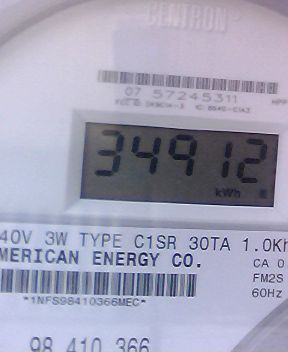 CENTRON®
07 57245311
34912
kWh
40V 3W TYPE C1SR 30TA 1.0Kh
MERICAN ENERGY CO.
CA 0
FM2S
60Hz
*1NFS98410366MEC*
98 410 366